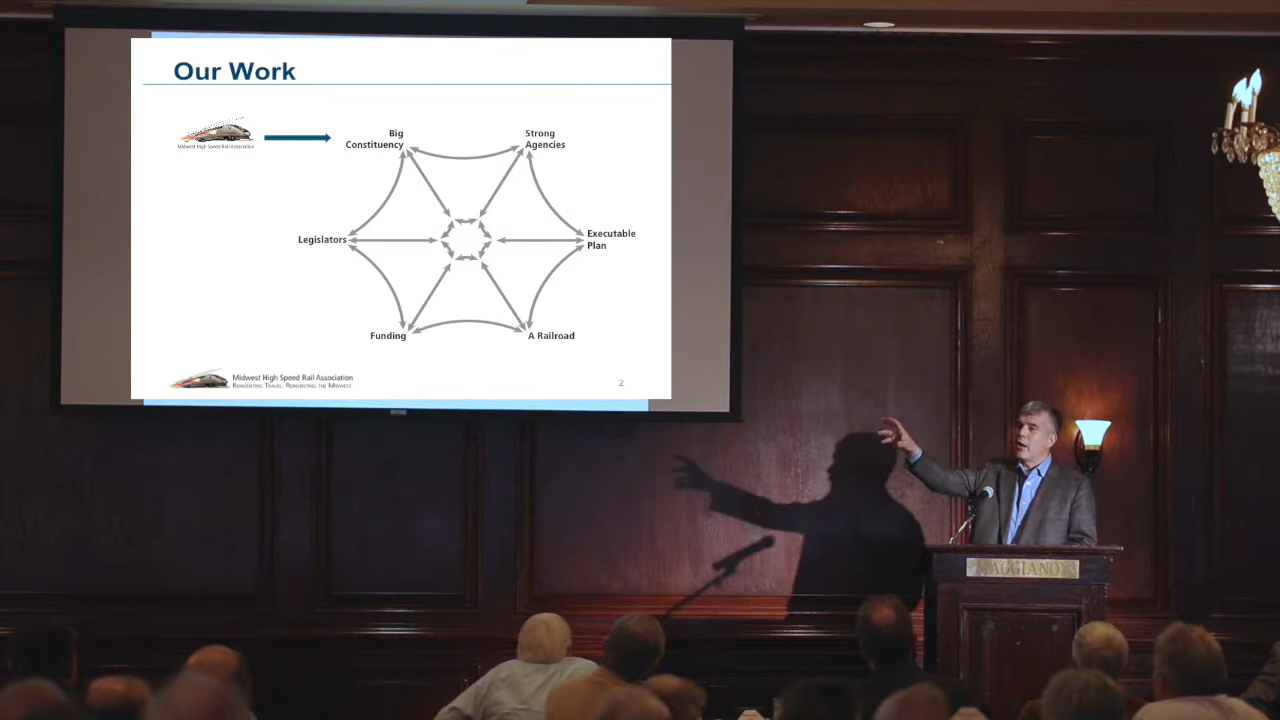 Our Work
Midwest High Speed Rail Association
Big
Constituency
Strong
Agencies
Legislators
Executable
Plan
Funding
A Railroad
Midwest High Speed Rail Association
Reinventing Travel, Reinventing the Midwest
2
MAGGIANO'S